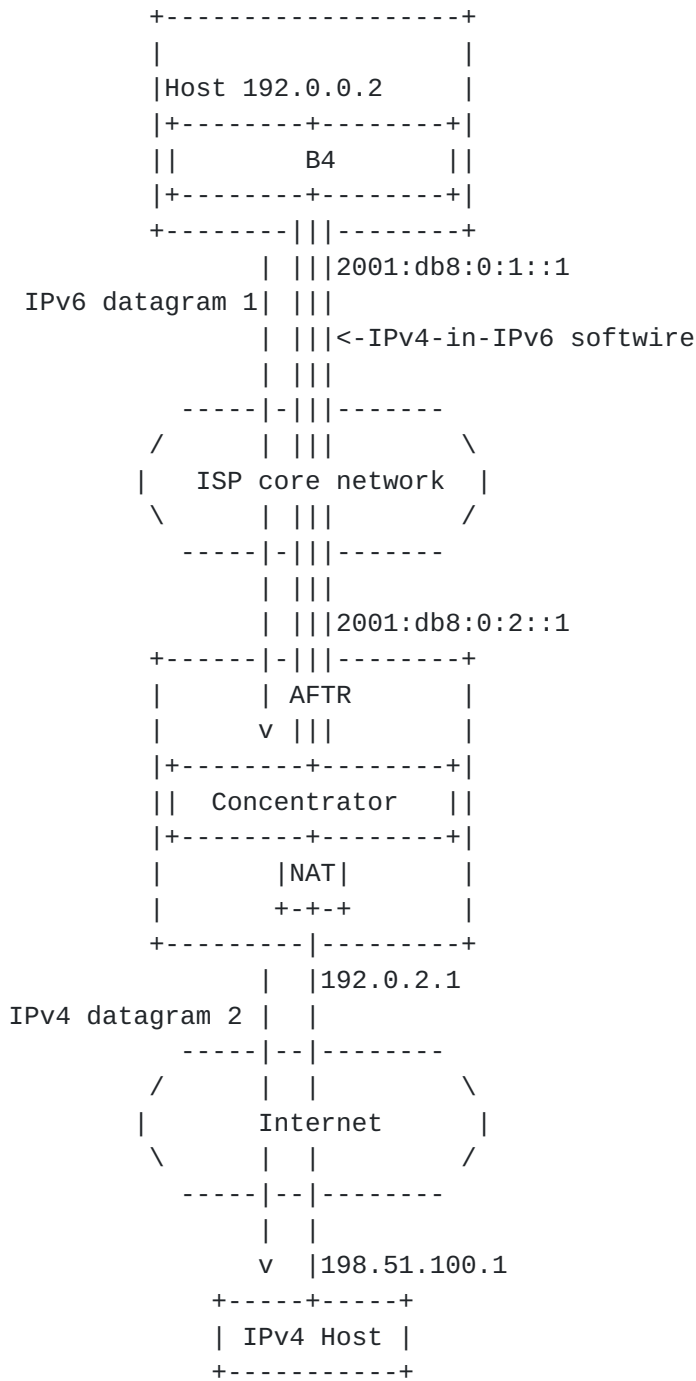 Host 192.0.0.2
B4
2001:db8:0:1::1
IPv6 datagram 1
<-IPv4-in-IPv6 softwire
ISP core network
2001:db8:0:2::1
AFTR
v
Concentrator
NAT
192.0.2.1
IPv4 datagram 2
Internet
v 198.51.100.1
IPv4 Host